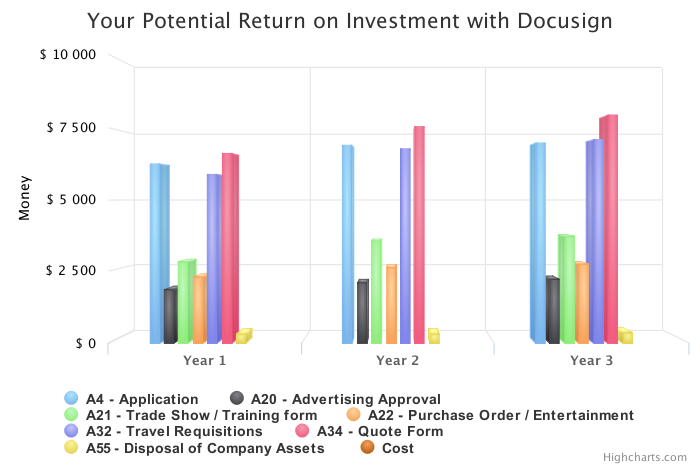 Your Potential Return on Investment with Docusign
$ 10 000
$ 7 500
$ 5 000
$ 2 500
$ 0
Money
Year 1
Year 2
Year 3
A4 - Application
A20 - Advertising Approval
A21 - Trade Show / Training form
A22 - Purchase Order / Entertainment
A32 - Travel Requisitions
A34 - Quote Form
A55 - Disposal of Company Assets
Cost
Highcharts.com